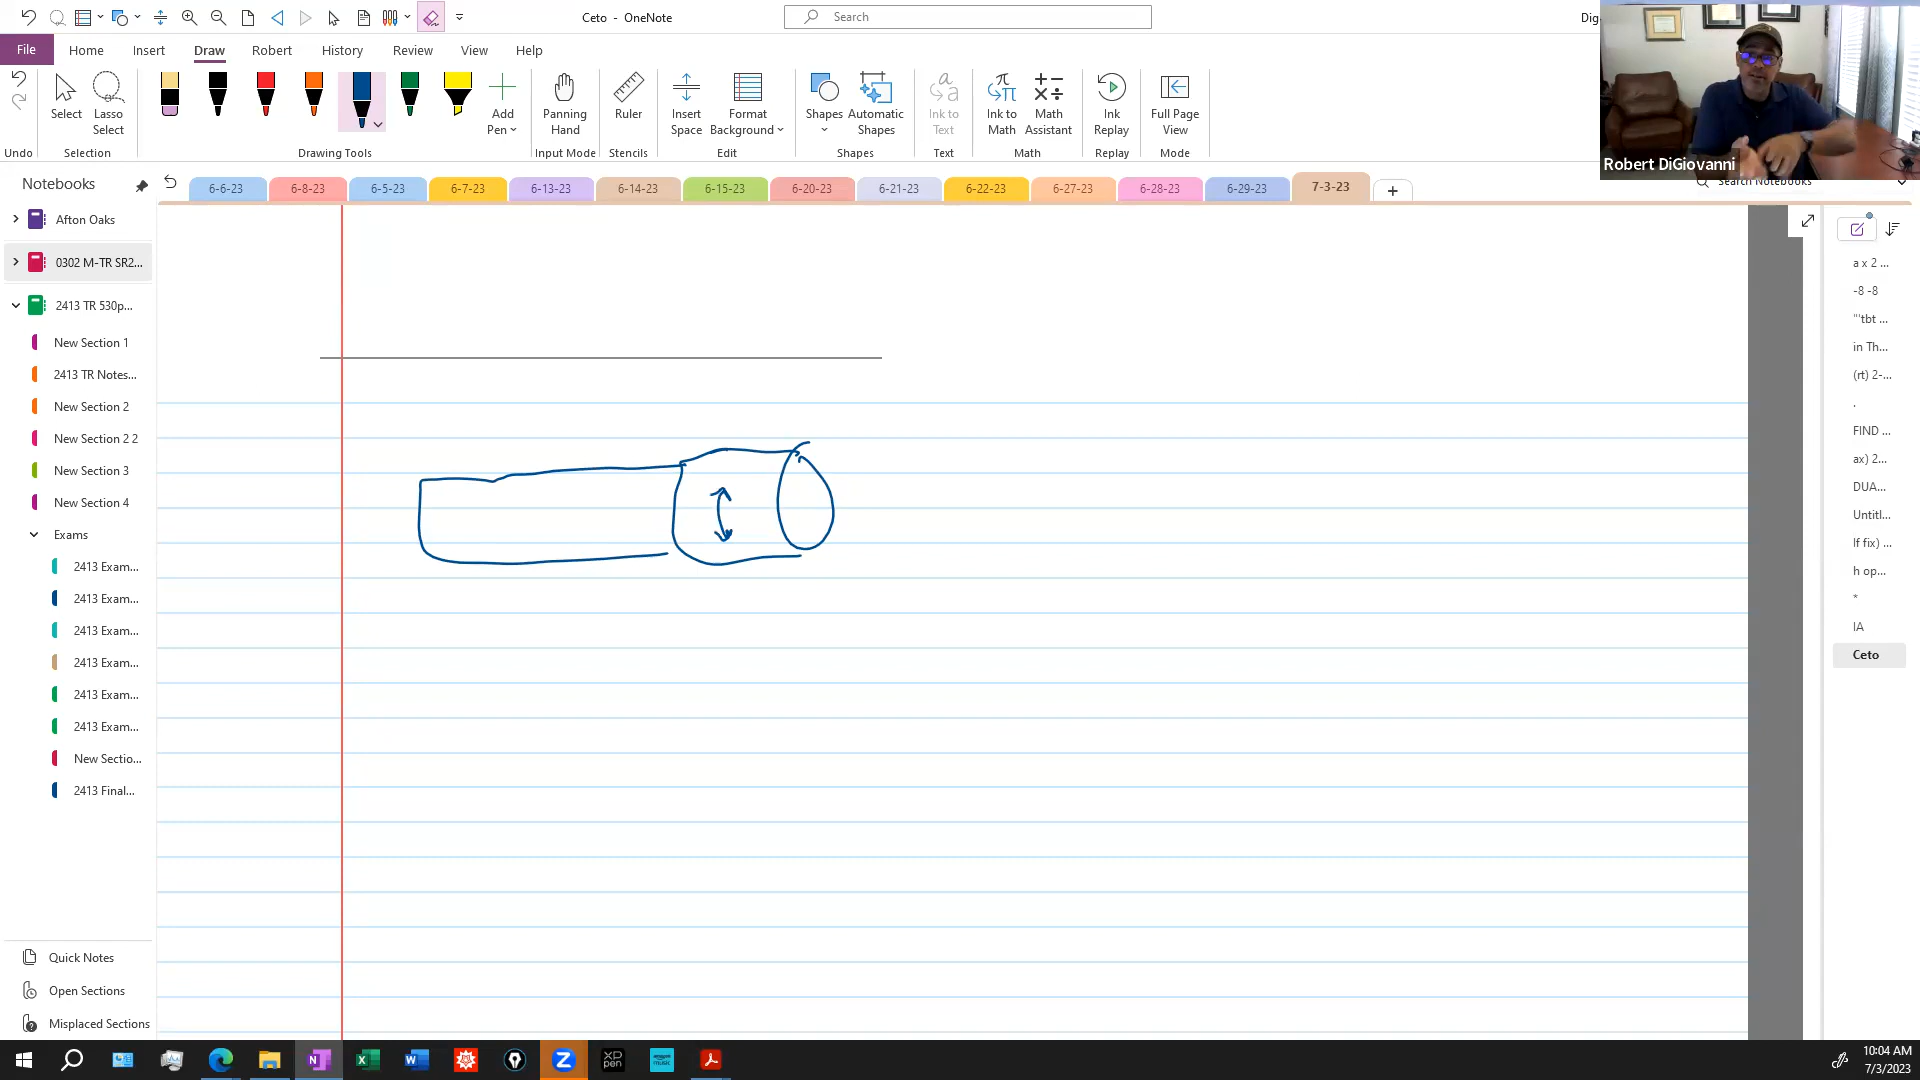 Ceto - OneNote
Search
Dig
File
Home
Insert
Draw
Robert
History
Review
View
Help
Select
Lasso
Select
Add
Pen
Panning
Hand
Ruler
Insert
Space
Format
Background
Shapes
Automatic
Shapes
Ink to
Text
Ink to
Math
Math
Assistant
Ink
Replay
Full Page
View
Undo
Selection
Drawing Tools
Input Mode
Stencils
Edit
Shapes
Text
Math
Replay
Mode
Robert DiGiovanni
Notebooks
6-6-23
6-8-23
6-5-23
6-7-23
6-13-23
6-14-23
6-15-23
6-20-23
6-21-23
6-22-23
6-27-23
6-28-23
6-29-23
7-3-23
Search Notebooks
Afton Oaks
0302 M-TR SR2...
2413 TR 530p...
New Section 1
2413 TR Notes...
New Section 2
New Section 2 2
New Section 3
New Section 4
Exams
2413 Exam...
2413 Exam...
2413 Exam...
2413 Exam...
2413 Exam...
2413 Exam...
New Sectio...
2413 Final...
Quick Notes
Open Sections
Misplaced Sections
a x 2 ...
-8 -8
"'tbt ...
in Th...
(rt) 2-...
.
FIND ...
ax) 2...
DUA...
Untitl...
If fix) ...
h op...
*
IA
Ceto
XP
pen
amazon
music
10:04 AM
7/3/2023